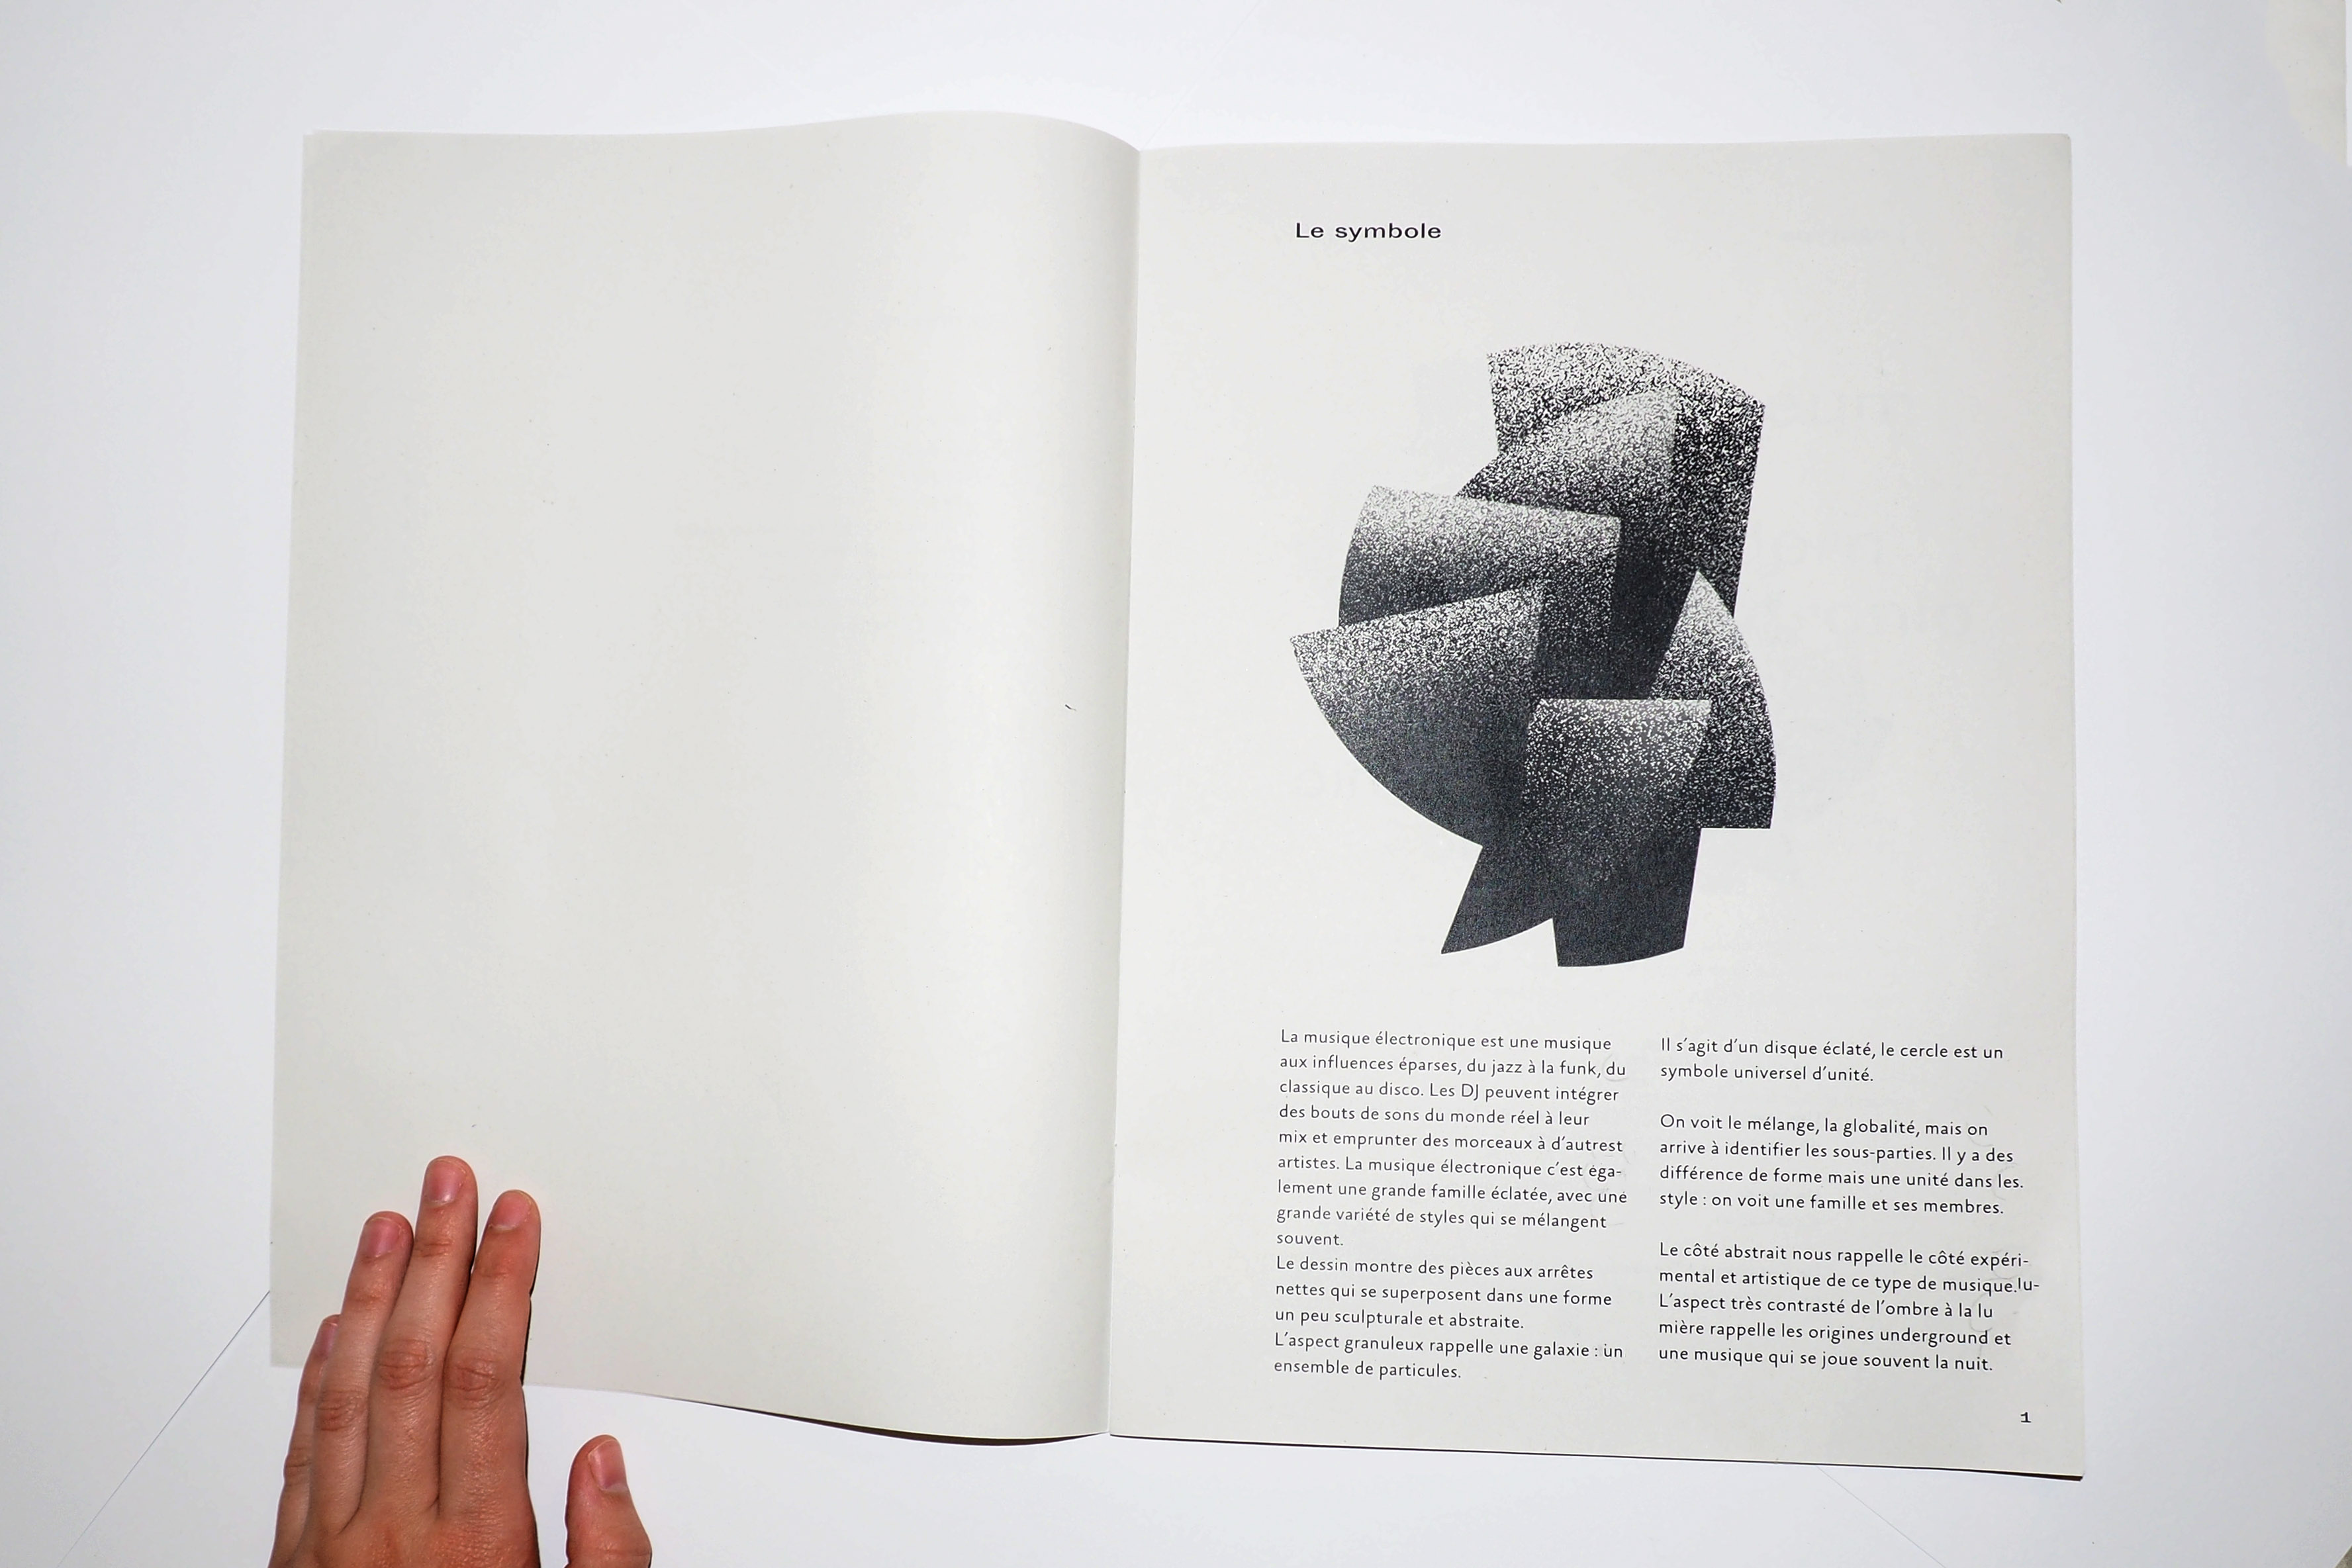 Le symbole
La musique électronique est une musique
aux influences éparses, du jazz à la funk, du
classique au disco. Les DJ peuvent intégrer
des bouts de sons du monde réel à leur
mix et emprunter des morceaux à d'autrest
artistes. La musique électronique c'est éga-
lement une grande famille éclatée, avec une
grande variété de styles qui se mélangent
souvent.
Le dessin montre des pièces aux arrêtes
nettes qui se superposent dans une forme
un peu sculpturale et abstraite.
L'aspect granuleux rappelle une galaxie : un
ensemble de particules.
Il s'agit d'un disque éclaté, le cercle est un
symbole universel d'unité.
On voit le mélange, la globalité, mais on
arrive à identifier les sous-parties. Il y a des
différence de forme mais une unité dans les.
style : on voit une famille et ses membres.
Le côté abstrait nous rappelle le côté expéri-
mental et artistique de ce type de musique.lu-
L'aspect très contrasté de l'ombre à la lu
mière rappelle les origines underground et
une musique qui se joue souvent la nuit.
1